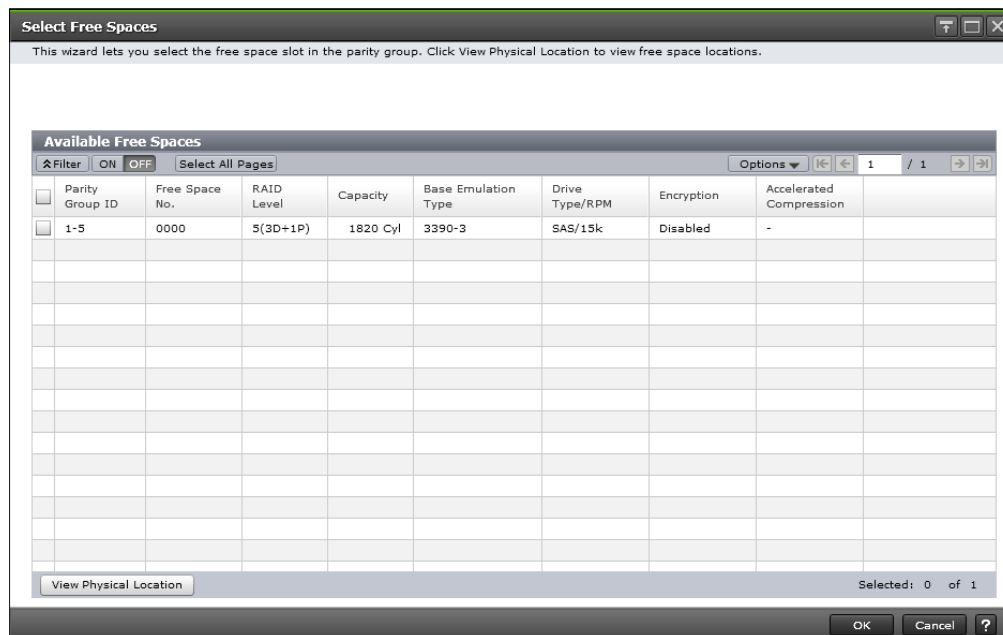 Select Free Spaces
This wizard lets you select the free space slot in the parity group. Click View Physical Location to view free space locations.
Available Free Spaces
Filter ON OFF Select All Pages Options 1 / 1
Parity Group ID Free Space No. RAID Level Capacity Base Emulation Type Drive Type/RPM Encryption Accelerated Compression
1-5 0000 5(3D+1P) 1820 Cyl 3390-3 SAS/15k Disabled -
View Physical Location Selected: 0 of 1
OK Cancel ?